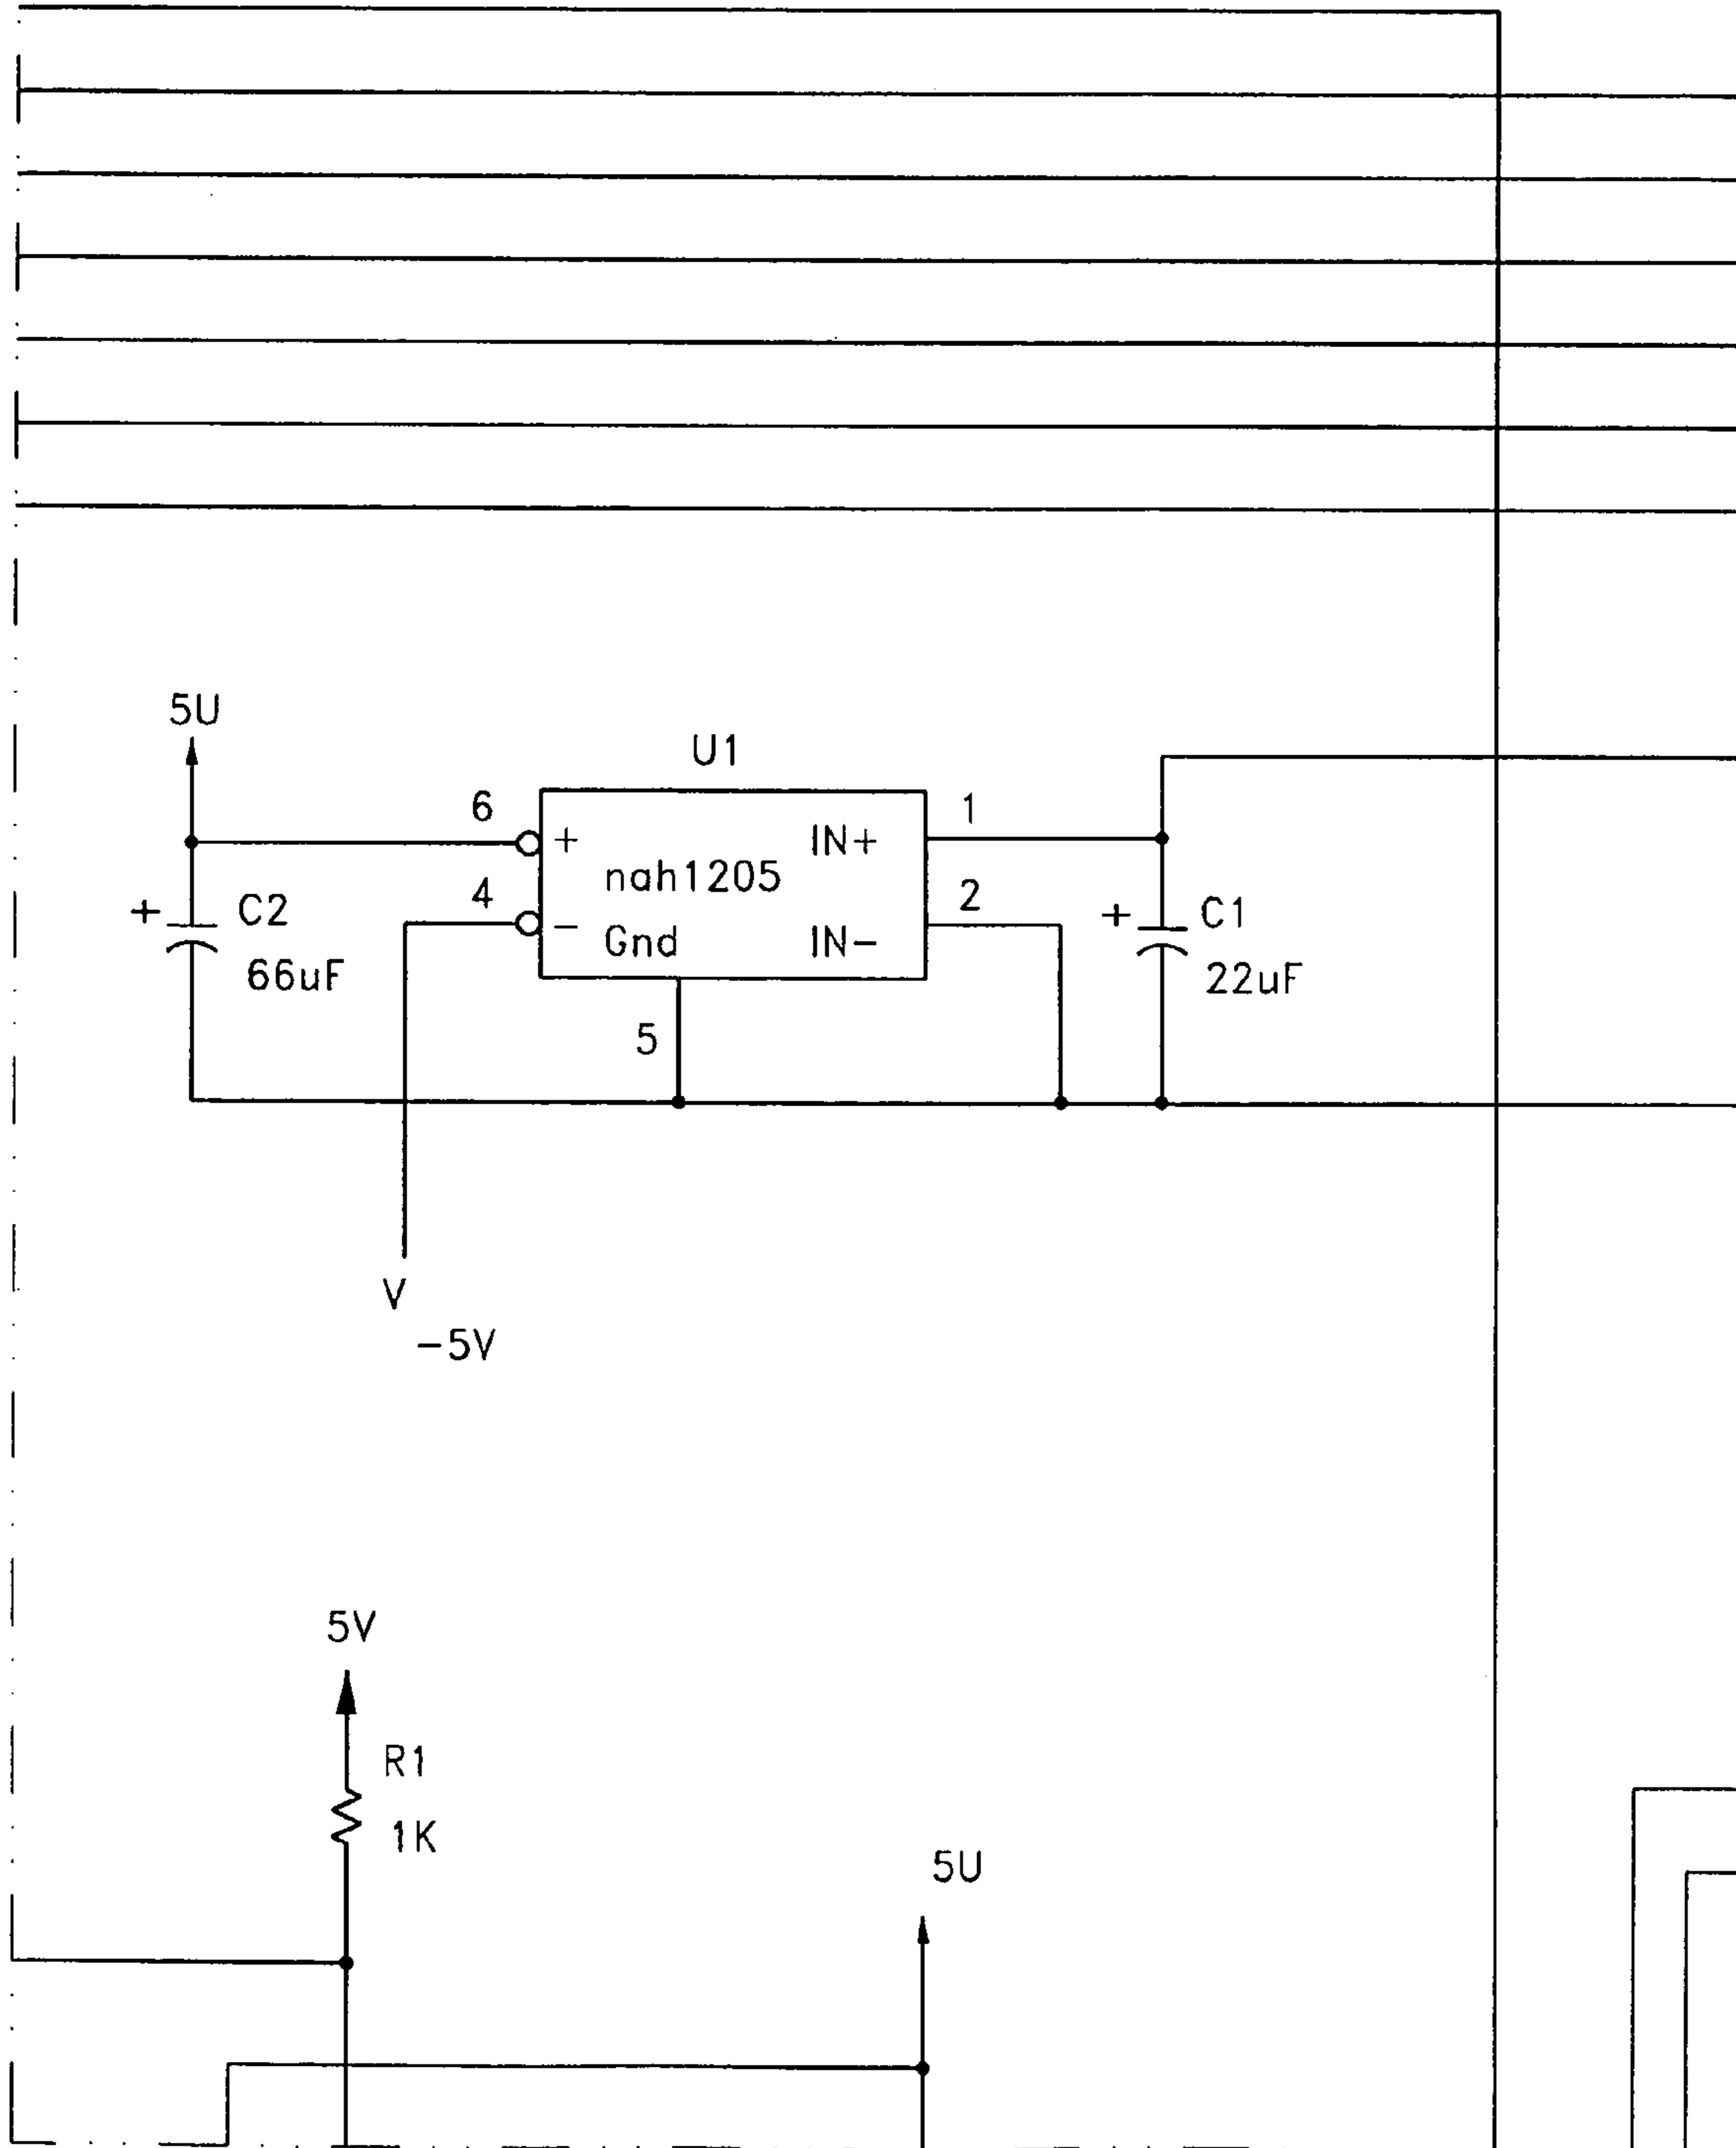 5U
U1
6
1
+
IN+
nah1205
4
2
+
C2
-
Gnd
IN-
+
C1
66uF
22uF
5
V
-5V
5V
R1
1K
5U